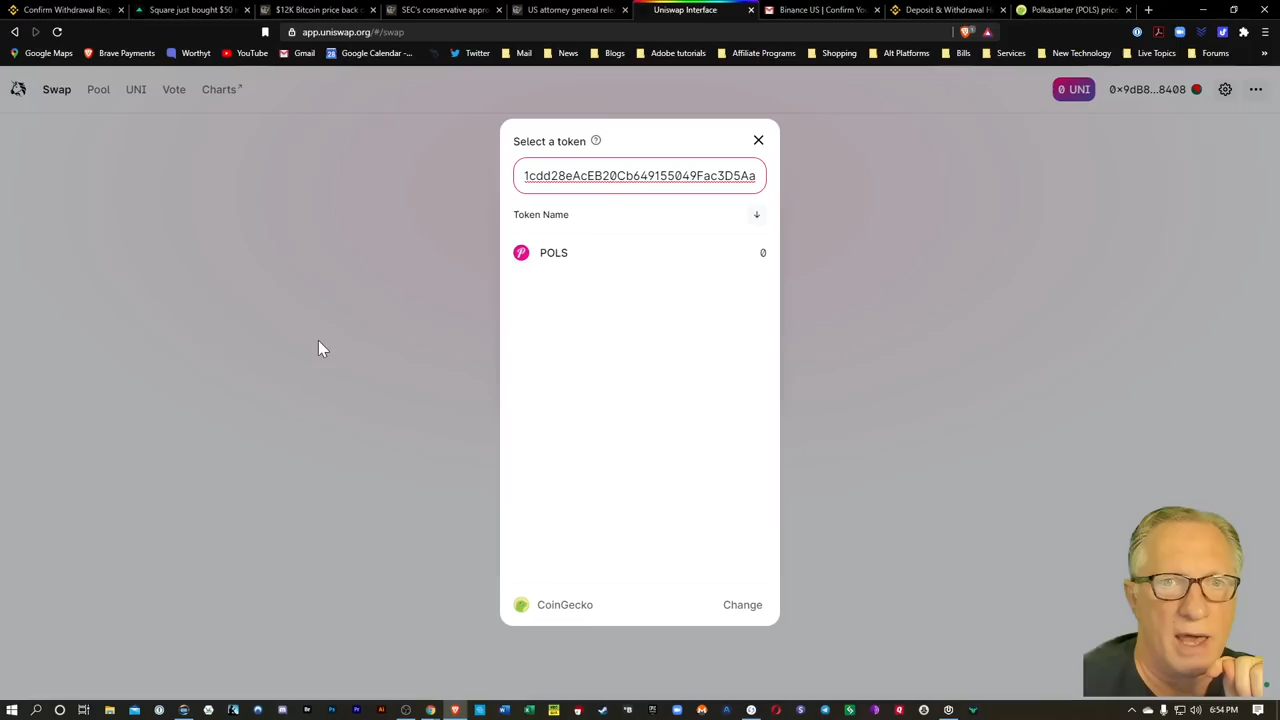 Confirm Withdrawal Req
Square just bought $50
$12K Bitcoin price back
SEC's conservative appro
US attorney general rele
Uniswap Interface
Binance US | Confirm Yo
Deposit & Withdrawal H
Polkastarter (POLS) price
app.uniswap.org/#/swap
Google Maps
Brave Payments
Worthyt
YouTube
Gmail
Google Calendar -...
Twitter
Mail
News
Blogs
Adobe tutorials
Affiliate Programs
Shopping
Alt Platforms
Bills
Services
New Technology
Live Topics
Forums
Swap
Pool
UNI
Vote
Charts↗
0 UNI
0×9dB8...8408
Select a token
1cdd28eAcEB20Cb649155049Fac3D5Aa
Token Name
POLS
0
CoinGecko
Change
6:54 PM